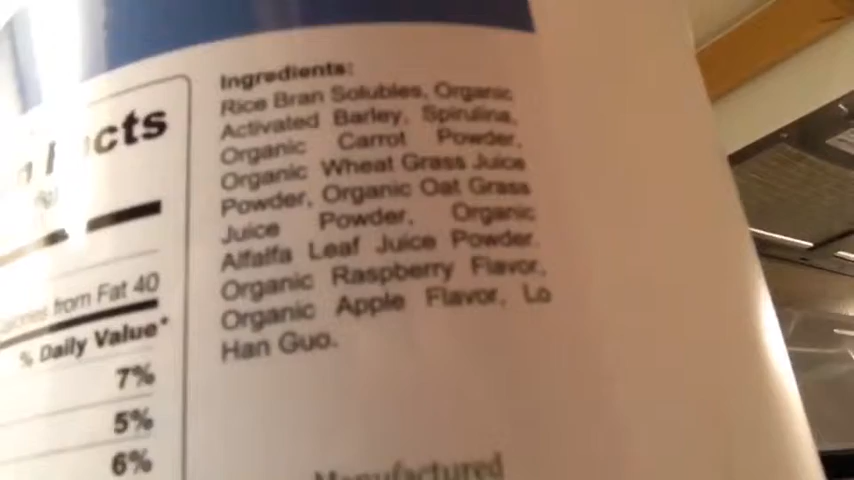 cts
Calories from Fat 40
% Daily Value*
7%
5%
6%
Ingredients:
Rice Bran Solubles, Organic
Activated Barley, Spirulina,
Organic Carrot Powder,
Organic Wheat Grass Juice
Powder, Organic Oat Grass
Juice Powder, Organic
Alfalfa Leaf Juice Powder,
Organic Raspberry Flavor,
Organic Apple Flavor, Lo
Han Guo.
Manufactured